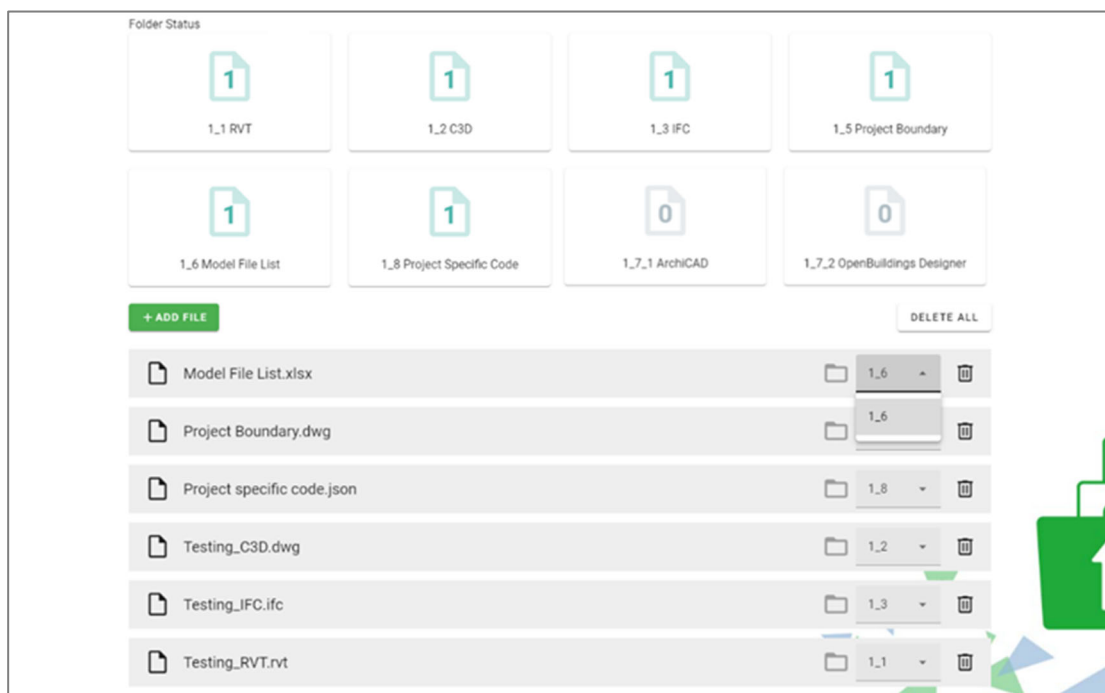 Folder Status
1 1 1 1
1_1 RVT 1_2 C3D 1_3 IFC 1_5 Project Boundary
1 1 0 0
1_6 Model File List 1_8 Project Specific Code 1_7_1 ArchiCAD 1_7_2 OpenBuildings Designer
+ ADD FILE DELETE ALL
Model File List.xlsx 1_6
1_6
Project Boundary.dwg
Project specific code.json 1_8
Testing_C3D.dwg 1_2
Testing_IFC.ifc 1_3
Testing_RVT.rvt 1_1